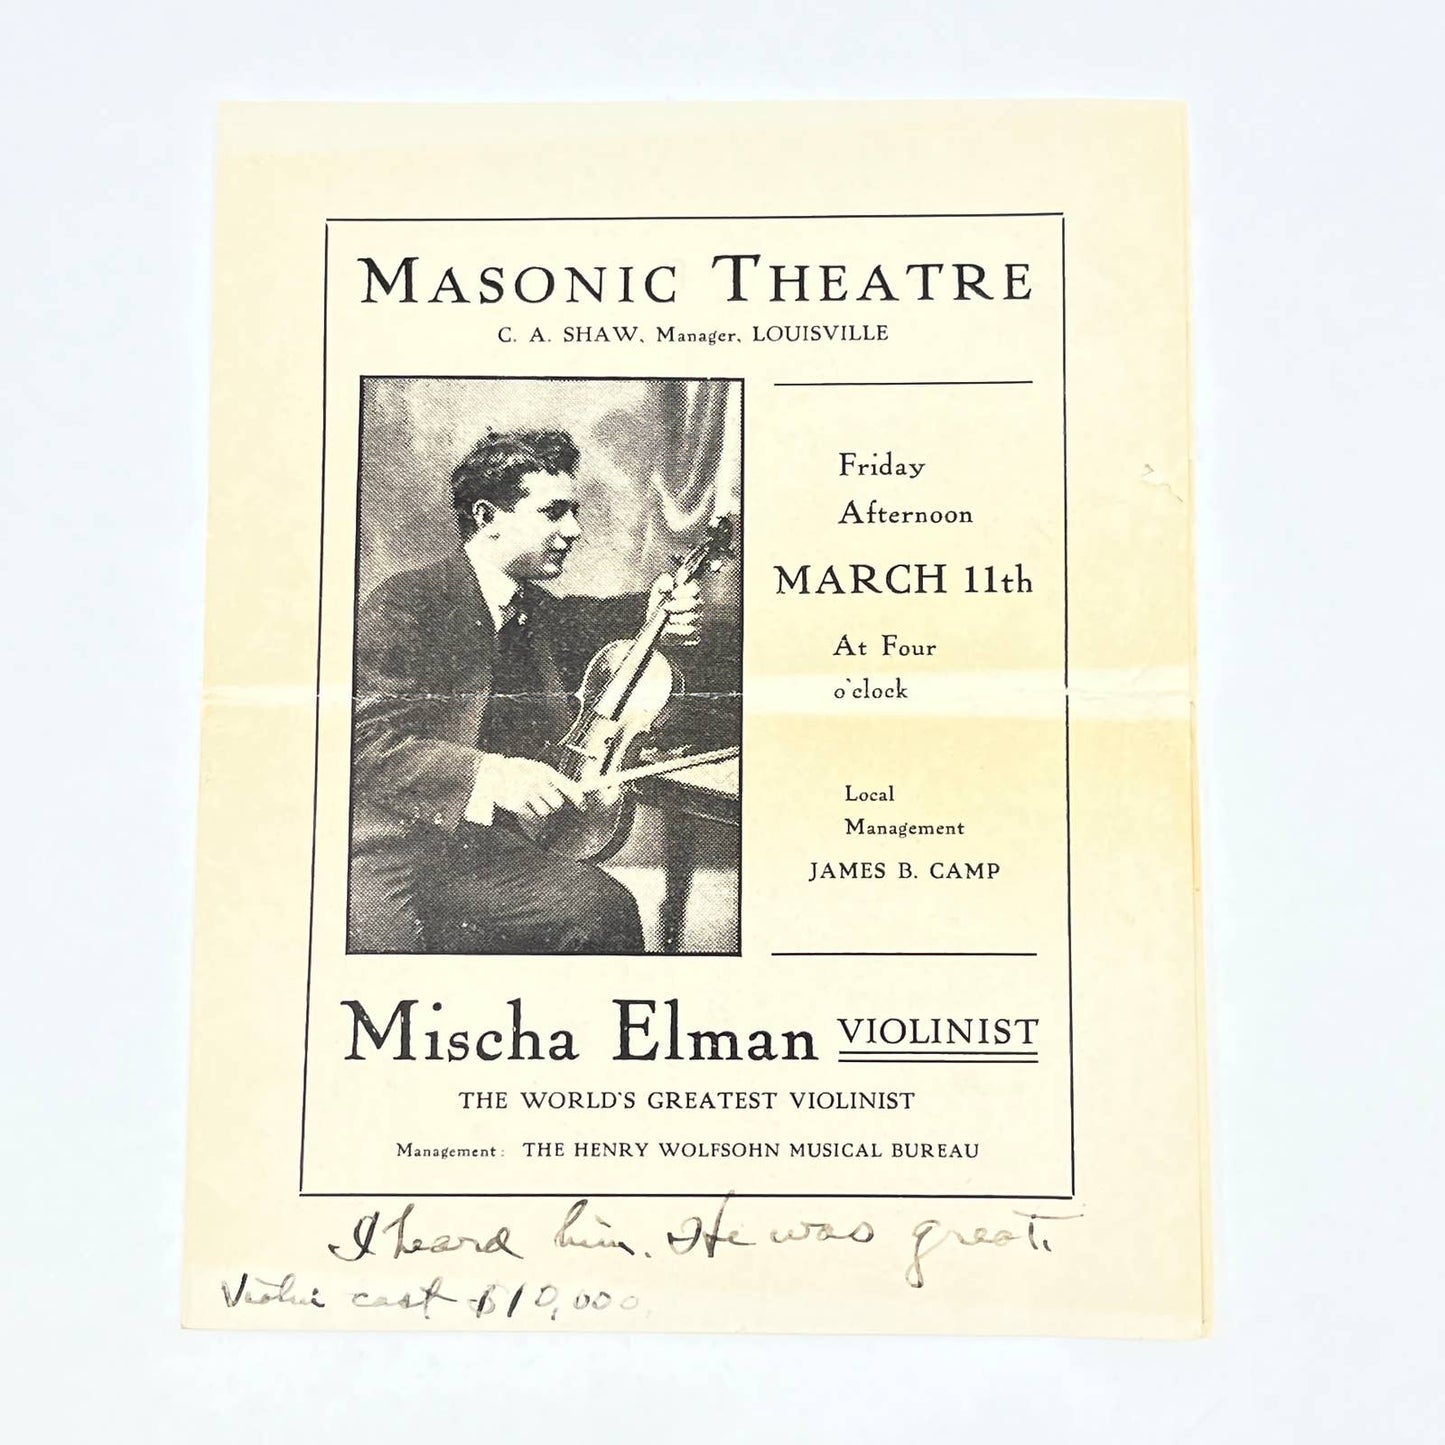 MASONIC THEATRE
C. A. SHAW, Manager, LOUISVILLE
Friday
Afternoon
MARCH 11th
At Four
o'clock
Local
Management
JAMES B. CAMP
Mischa Elman VIOLINIST
THE WORLD'S GREATEST VIOLINIST
Management: THE HENRY WOLFSOHN MUSICAL BUREAU
I heard him. He was great.
Violin cost $10,000.